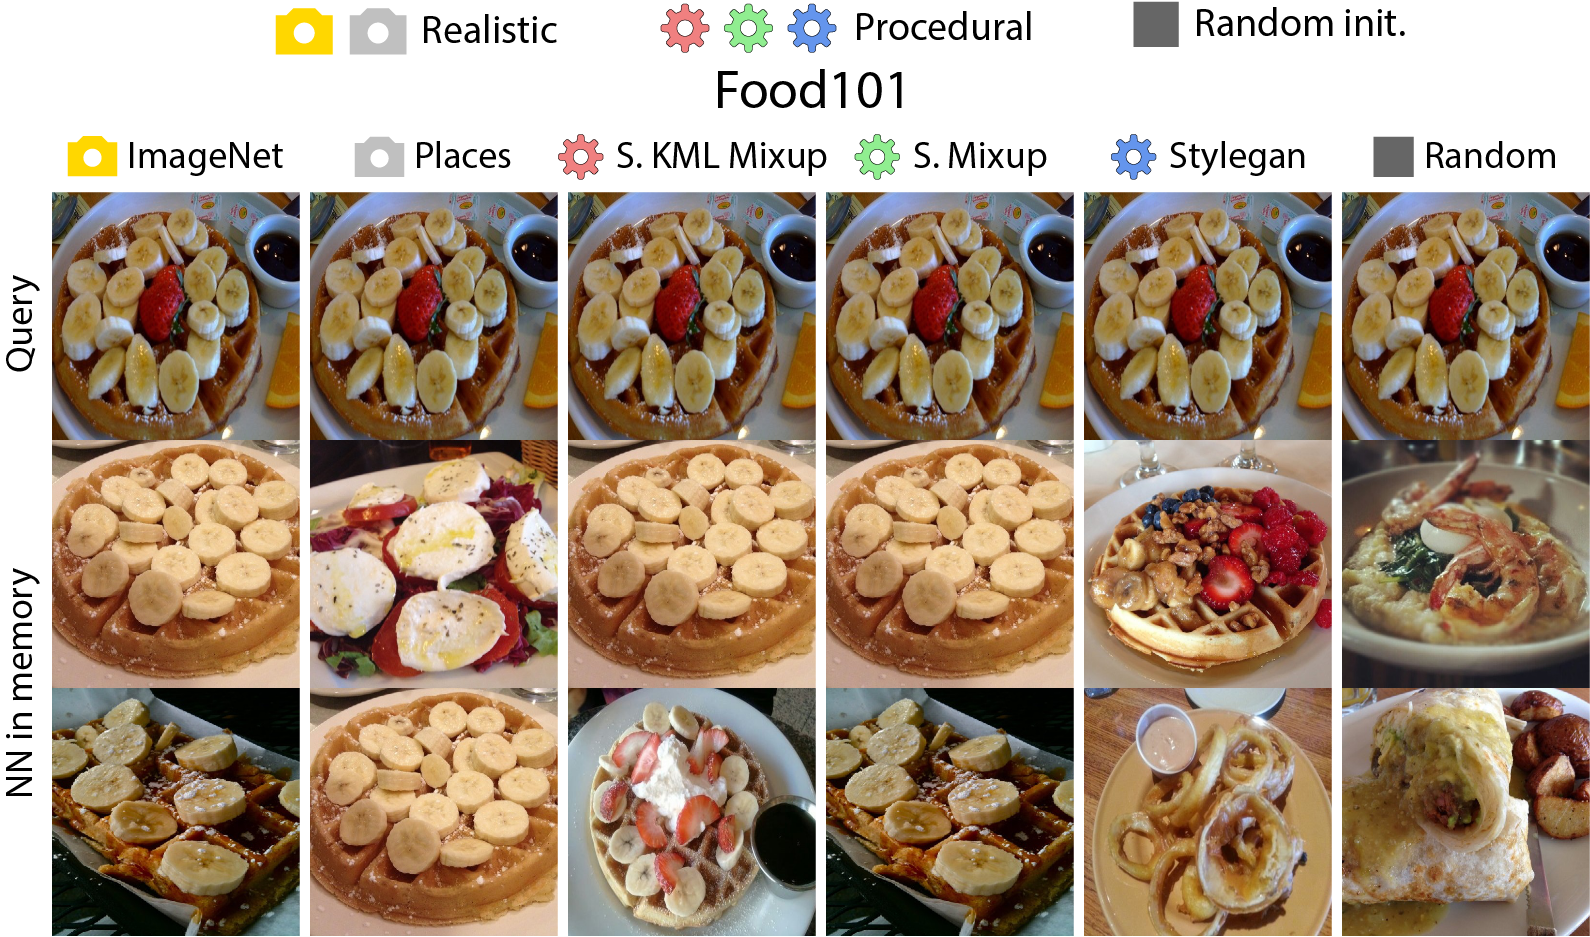 Realistic Procedural Random init.
Food101
ImageNet Places S. KML Mixup S. Mixup Stylegan Random
Query
NN in memory